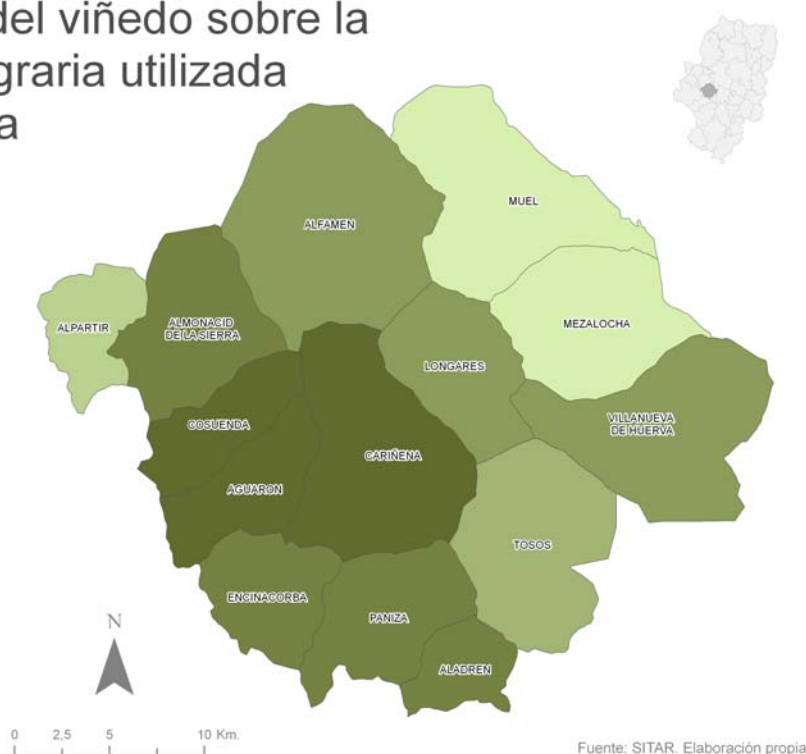 del viñedo sobre la
graria utilizada
a
MUEL
ALFAMEN
MEZALOCHA
ALPARTIR
ALMONACID
DE LA SIERRA
LONGARES
COSUENDA
VILLANUEVA
DE HUERVA
CARIÑENA
AGUARON
TOSOS
ENCINACORBA
PANIZA
ALADREN
N
0 2,5 5 10 Km.
Fuente: SITAR. Elaboración propia